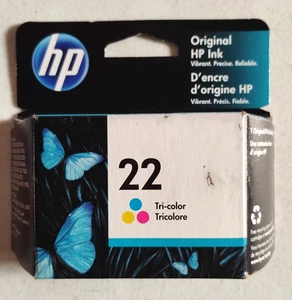 hp
Original
HP Ink
Vibrant. Precise. Reliable.
D'encre
d'origine HP
Vibrant. Précis. Fiable.
22
Tri-color
Tricolore